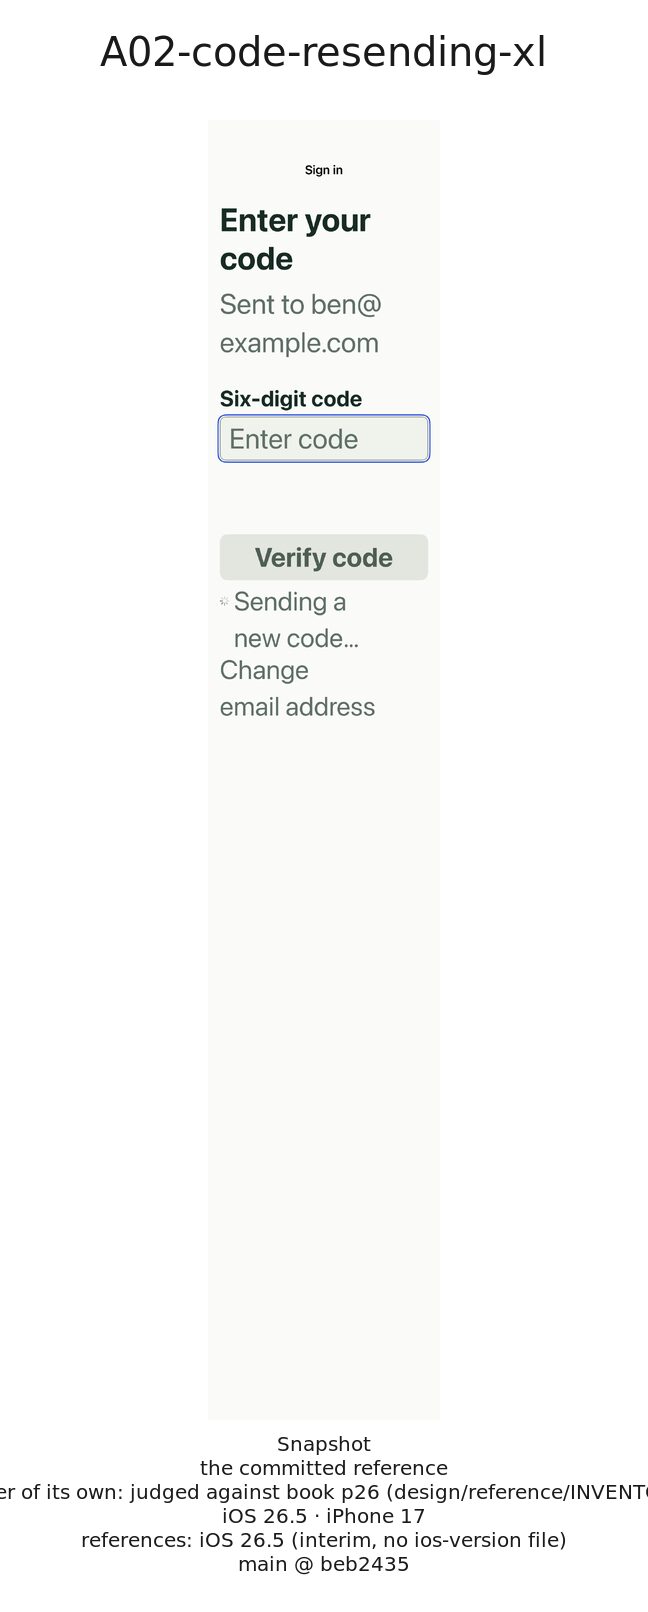 A02-code-resending-xl
Sign in
Enter your
code
Sent to ben@
example.com
Six-digit code
Enter code
Verify code
Sending a
new code…
Change
email address
Snapshot
the committed reference
of its own: judged against book p26 (design/reference/
iOS 26.5 · iPhone 17
references: iOS 26.5 (interim, no ios-version file)
main @ beb2435